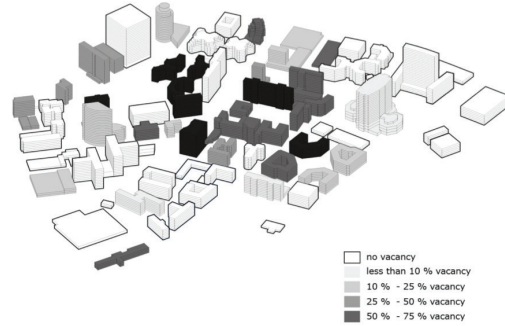 no vacancy
less than 10 % vacancy
10 % - 25 % vacancy
25 % - 50 % vacancy
50 % - 75 % vacancy